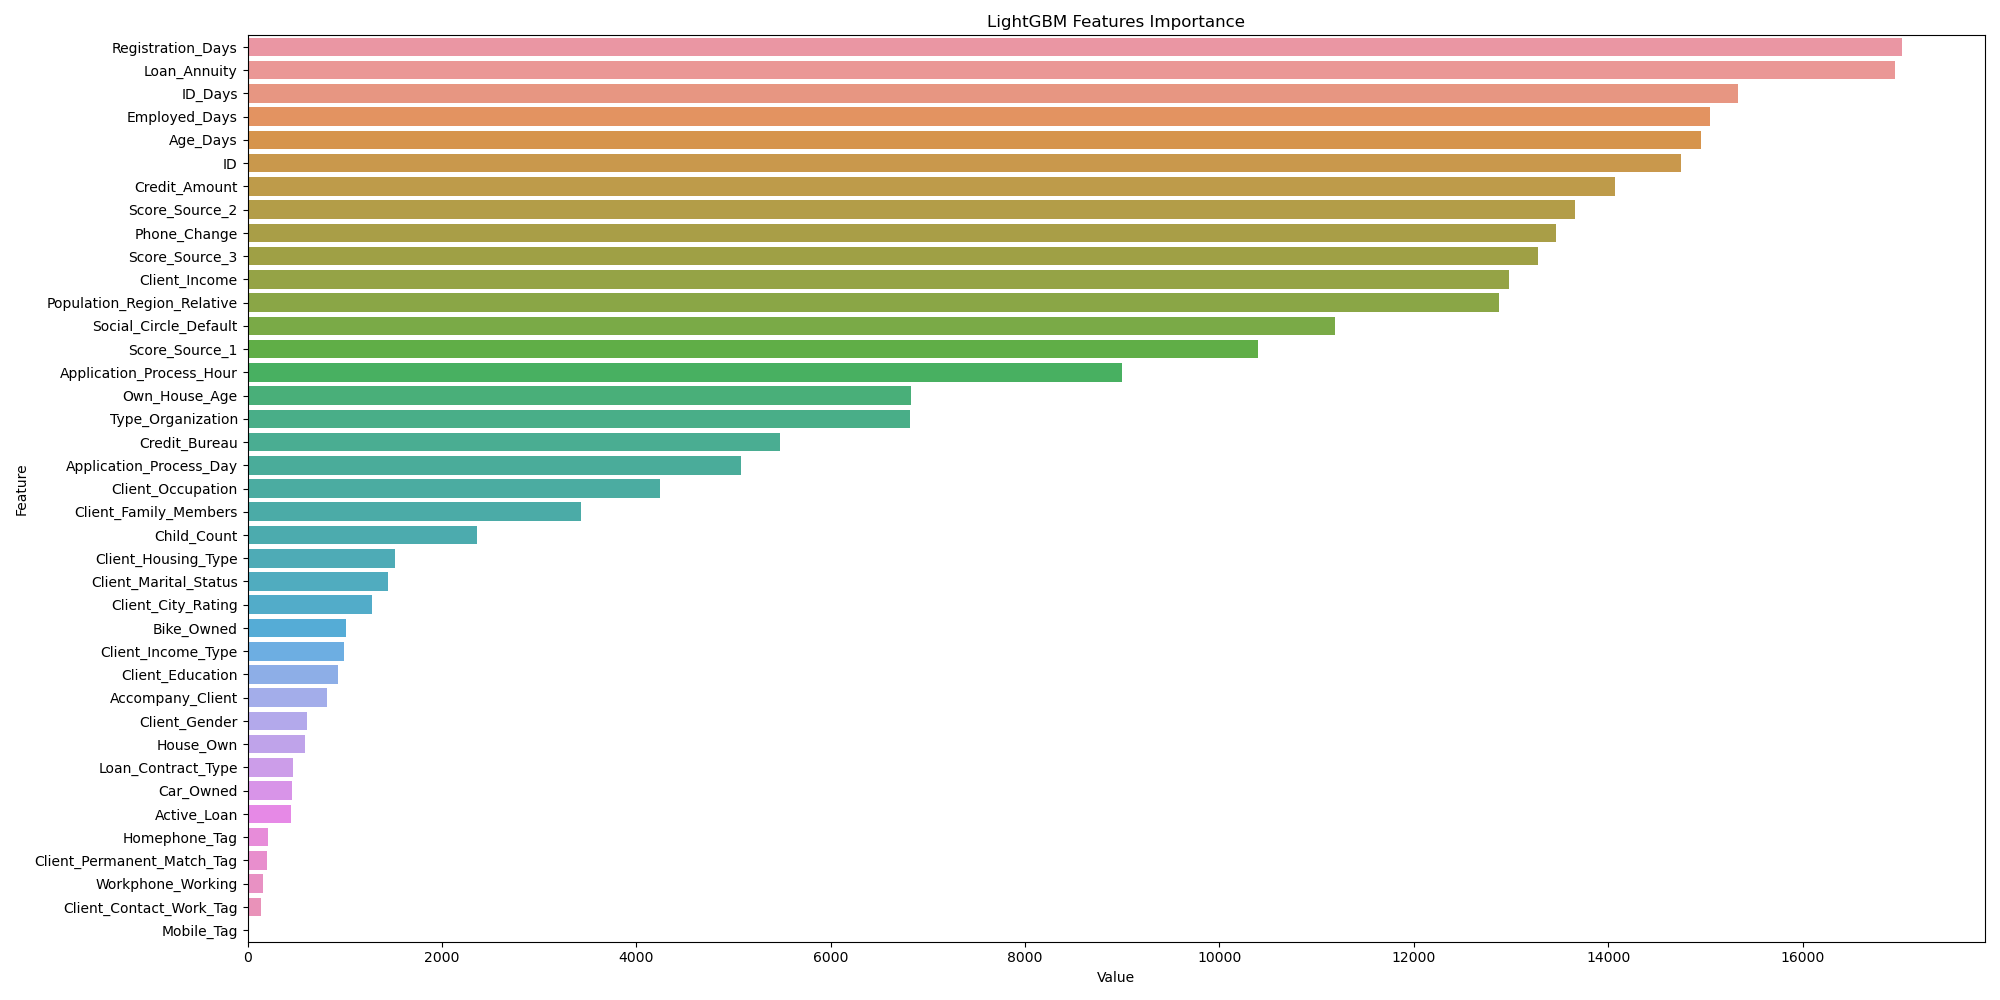 LightGBM Features Importance
Registration_Days
Loan_Annuity
ID_Days
Employed_Days
Age_Days
ID
Credit_Amount
Score_Source_2
Phone_Change
Score_Source_3
Client_Income
Population_Region_Relative
Social_Circle_Default
Score_Source_1
Application_Process_Hour
Own_House_Age
Type_Organization
Credit_Bureau
Application_Process_Day
Client_Occupation
Client_Family_Members
Child_Count
Client_Housing_Type
Client_Marital_Status
Client_City_Rating
Bike_Owned
Client_Income_Type
Client_Education
Accompany_Client
Client_Gender
House_Own
Loan_Contract_Type
Car_Owned
Active_Loan
Homephone_Tag
Client_Permanent_Match_Tag
Workphone_Working
Client_Contact_Work_Tag
Mobile_Tag
Feature
0 2000 4000 6000 8000 10000 12000 14000 16000
Value